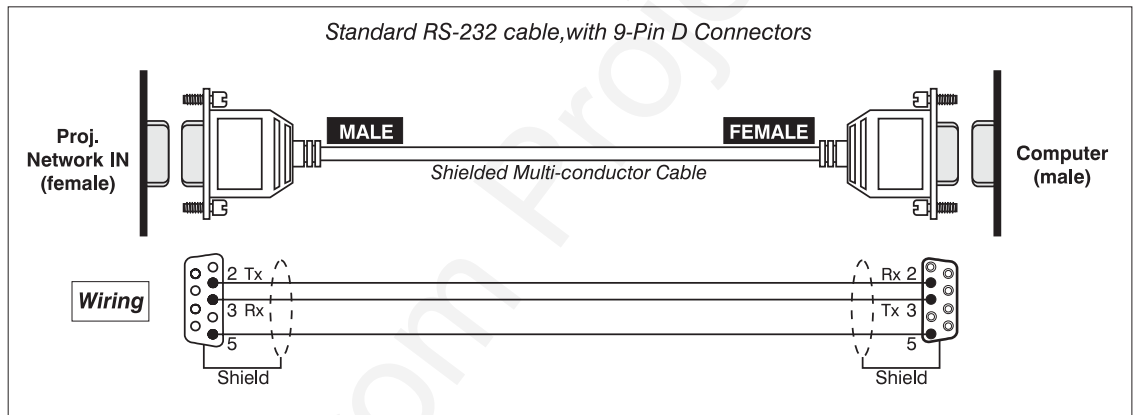 Standard RS-232 cable,with 9-Pin D Connectors
Proj.
Network IN
(female)
MALE
FEMALE
Shielded Multi-conductor Cable
Computer
(male)
Wiring
2 Tx
3 Rx
5
Shield
Rx 2
Tx 3
5
Shield